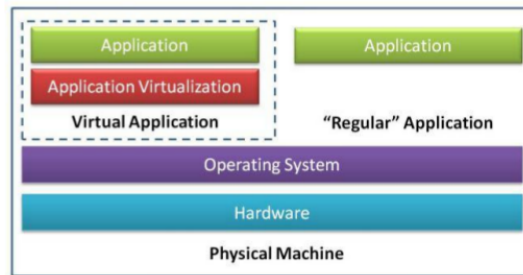 Application
Application
Application Virtualization
Virtual Application
“Regular” Application
Operating System
Hardware
Physical Machine